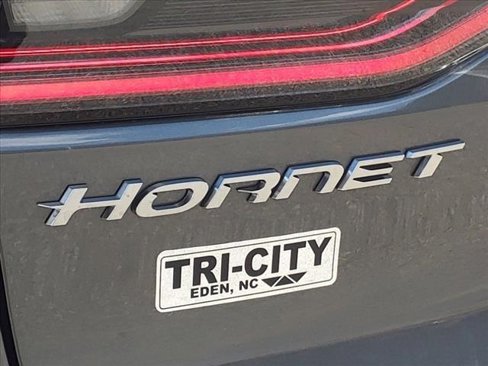 HORNET
TRI-CITY
EDEN, NC